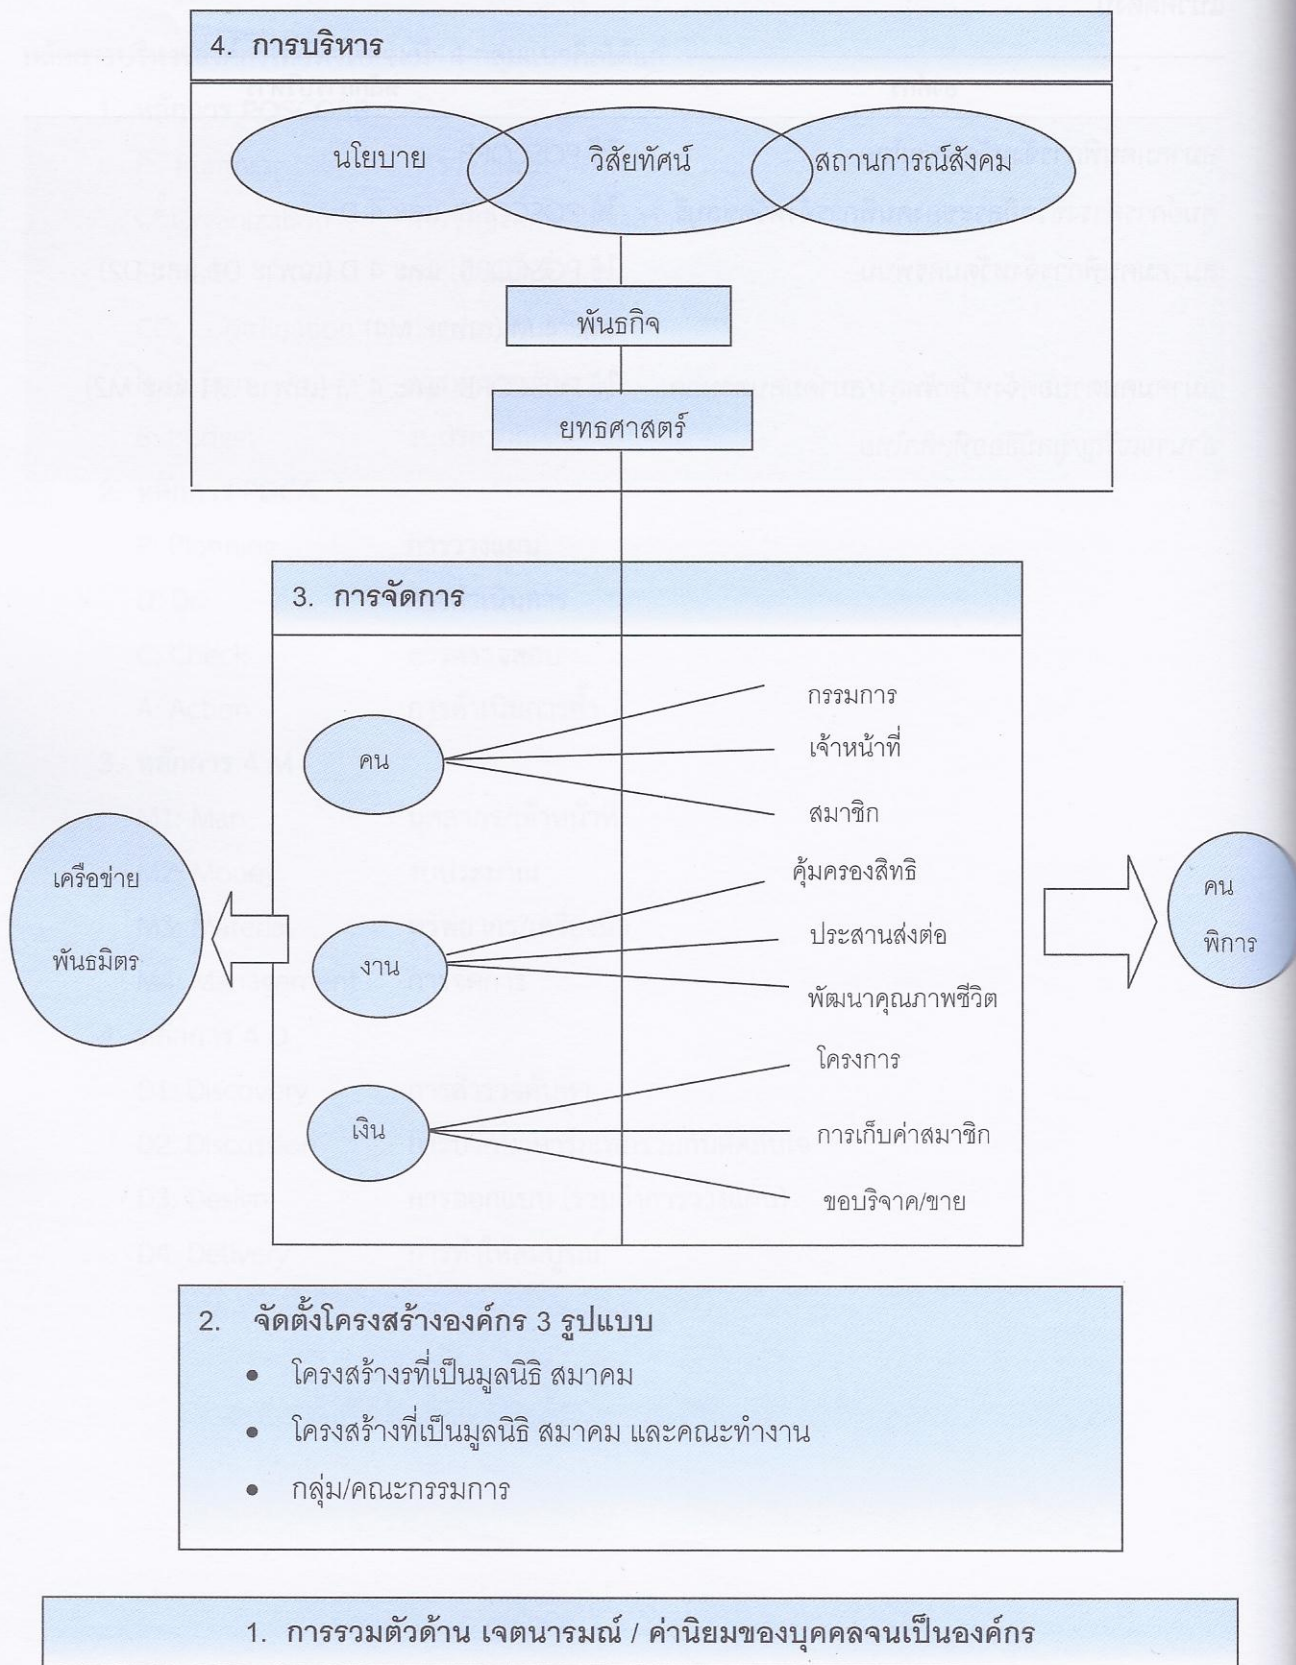 4. การบริหาร
นโยบาย
วิสัยทัศน์
สถานการณ์สังคม
พันธกิจ
ยทธศาสตร์
3. การจัดการ
คน
กรรมการ
เจ้าหน้าที่
สมาชิก
งาน
คุ้มครองสิทธิ
ประสานส่งต่อ
พัฒนาคุณภาพชีวิต
เงิน
โครงการ
การเก็บค่าสมาชิก
ขอบริจาค/ขาย
เครือข่าย
พันธมิตร
คน
พิการ
2. จัดตั้งโครงสร้างองค์กร 3 รูปแบบ
• โครงสร้างรที่เป็นมูลนิธิ สมาคม
• โครงสร้างที่เป็นมูลนิธิ สมาคม และคณะทำงาน
• กลุ่ม/คณะกรรมการ
1. การรวมตัวด้าน เจตนารมณ์ / ค่านิยมของบุคคลจนเป็นองค์กร